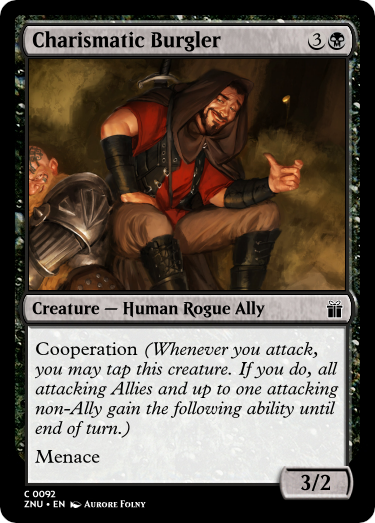 Charismatic Burgler 3
Creature — Human Rogue Ally
Cooperation (Whenever you attack,
you may tap this creature. If you do, all
attacking Allies and up to one attacking
non-Ally gain the following ability until
end of turn.)
Menace
3/2
C 0092
ZNU • EN Aurore Folny